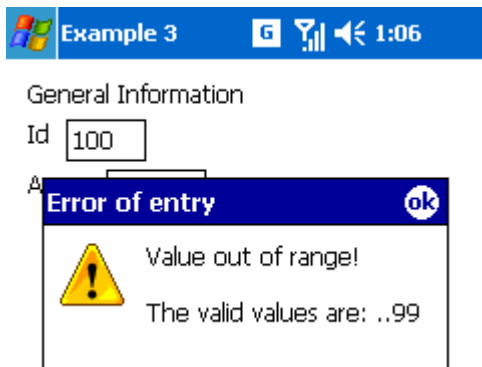 Example 3 G 1:06
General Information
Id 100
A
Error of entry ok
Value out of range!
The valid values are: ..99